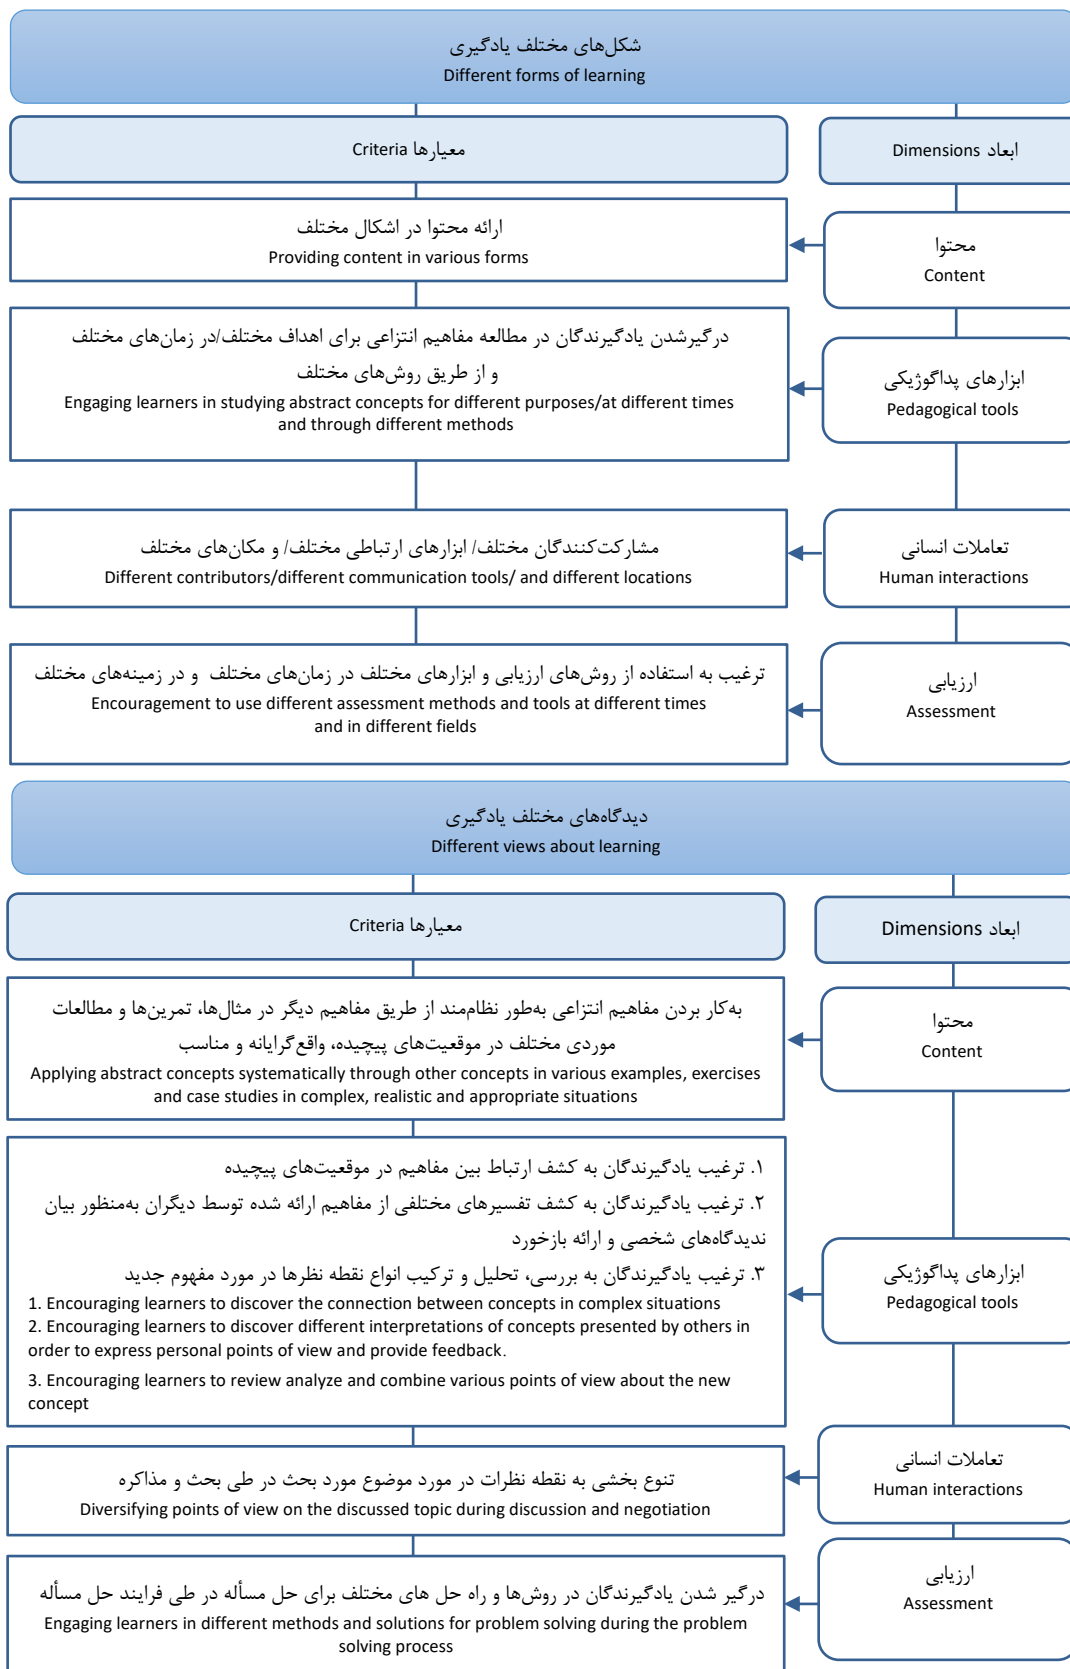 شکل‌های مختلف یادگیری
Different forms of learning
ابعاد Dimensions
معیارها Criteria
محتوا
Content
ارائه محتوا در اشکال مختلف
Providing content in various forms
ابزارهای پداگوژیکی
Pedagogical tools
درگیرشدن یادگیرندگان در مطالعه مفاهیم انتزاعی برای اهداف مختلف/در زمان‌های مختلف
و از طریق روش‌های مختلف
Engaging learners in studying abstract concepts for different purposes/at different times
and through different methods
تعاملات انسانی
Human interactions
مشارکت‌کنندگان مختلف/ ابزارهای ارتباطی مختلف/ و مکان‌های مختلف
Different contributors/different communication tools/ and different locations
ارزیابی
Assessment
ترغیب به استفاده از روش‌های ارزیابی و ابزارهای مختلف در زمان‌های مختلف و در زمینه‌های مختلف
Encouragement to use different assessment methods and tools at different times
and in different fields
دیدگاه‌های مختلف یادگیری
Different views about learning
ابعاد Dimensions
معیارها Criteria
محتوا
Content
به‌کار بردن مفاهیم انتزاعی به‌طور نظام‌مند از طریق مفاهیم دیگر در مثال‌ها، تمرین‌ها و مطالعات
موردی مختلف در موقعیت‌های پیچیده، واقع‌گرایانه و مناسب
Applying abstract concepts systematically through other concepts in various examples, exercises
and case studies in complex, realistic and appropriate situations
ابزارهای پداگوژیکی
Pedagogical tools
۱. ترغیب یادگیرندگان به کشف ارتباط بین مفاهیم در موقعیت‌های پیچیده
۲. ترغیب یادگیرندگان به کشف تفسیرهای مختلفی از مفاهیم ارائه شده توسط دیگران به‌منظور بیان
ندیدگاه‌های شخصی و ارائه بازخورد
۳. ترغیب یادگیرندگان به بررسی، تحلیل و ترکیب انواع نقطه نظرها در مورد مفهوم جدید
1. Encouraging learners to discover the connection between concepts in complex situations
2. Encouraging learners to discover different interpretations of concepts presented by others in
order to express personal points of view and provide feedback.
3. Encouraging learners to review analyze and combine various points of view about the new
concept
تعاملات انسانی
Human interactions
تنوع بخشی به نقطه نظرات در مورد موضوع مورد بحث در طی بحث و مذاکره
Diversifying points of view on the discussed topic during discussion and negotiation
ارزیابی
Assessment
درگیر شدن یادگیرندگان در روش‌ها و راه حل های مختلف برای حل مسأله در طی فرایند حل مسأله
Engaging learners in different methods and solutions for problem solving during the problem
solving process